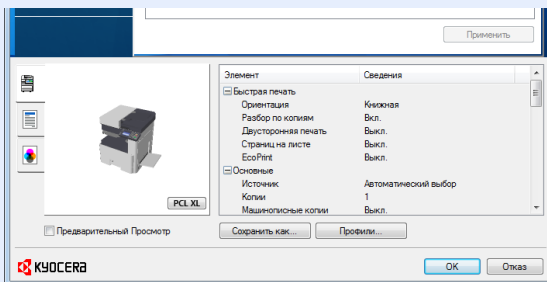 Применить
Элемент Сведения
Быстрая печать
Ориентация Книжная
Разбор по копиям Вкл.
Двусторонняя печать Выкл.
Страниц на листе Выкл.
EcoPrint Выкл.
Основные
Источник Автоматический выбор
Копии 1
Машинописные копии Выкл.
PCL XL
Предварительный Просмотр Сохранить как... Профили...
KYOCERA OK Отказ